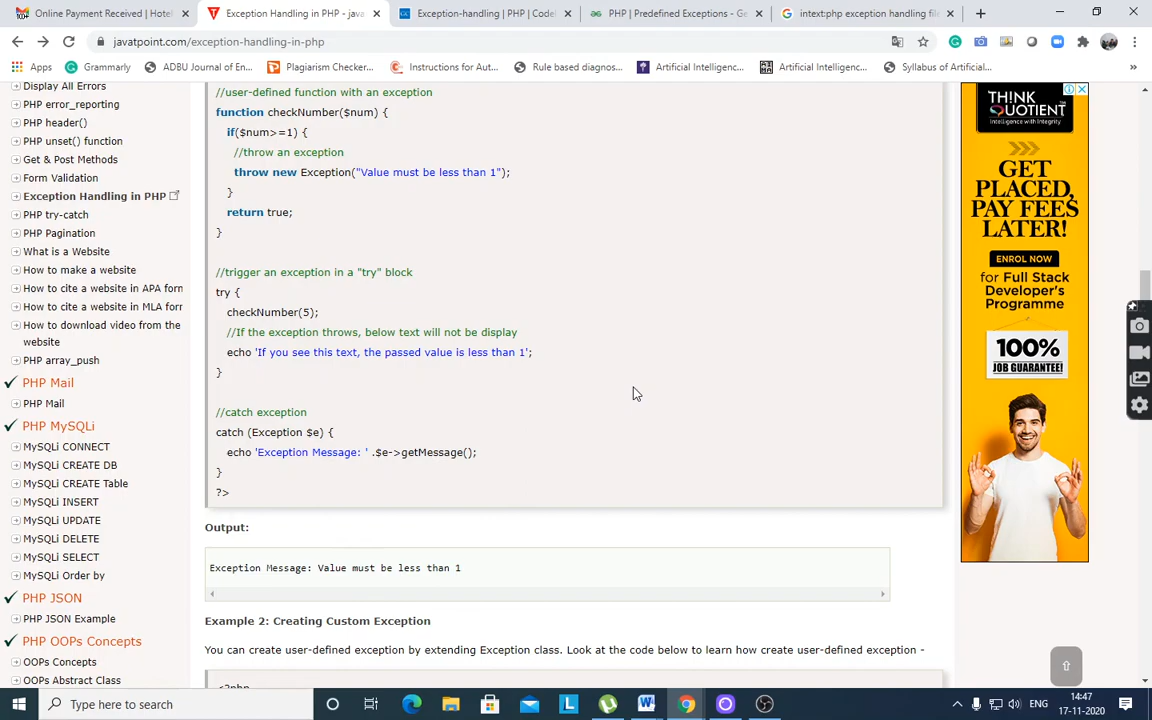 Online Payment Received | Hotel
Exception Handling in PHP - java
Exception-handling | PHP | Codel
PHP | Predefined Exceptions - Ge
intext:php exception handling file
javatpoint.com/exception-handling-in-php
Apps
Grammarly
ADBU Journal of En...
Plagiarism Checker...
Instructions for Aut...
Rule based diagnos...
Artificial Intelligenc...
Artificial Intelligenc...
Syllabus of Artificial...
Display All Errors
PHP error_reporting
PHP header()
PHP unset() function
Get & Post Methods
Form Validation
Exception Handling in PHP
PHP try-catch
PHP Pagination
What is a Website
How to make a website
How to cite a website in APA form
How to cite a website in MLA forr
How to download video from the
website
PHP array_push
PHP Mail
PHP Mail
PHP MySQLi
MySQLi CONNECT
MySQLi CREATE DB
MySQLi CREATE Table
MySQLi INSERT
MySQLi UPDATE
MySQLi DELETE
MySQLi SELECT
MySQLi Order by
PHP JSON
PHP JSON Example
PHP OOPs Concepts
OOPs Concepts
OOPs Abstract Class
//user-defined function with an exception
function checkNumber($num) {
if($num>=1) {
//throw an exception
throw new Exception("Value must be less than 1");
}
return true;
}
//trigger an exception in a "try" block
try {
checkNumber(5);
//If the exception throws, below text will not be display
echo 'If you see this text, the passed value is less than 1';
}
//catch exception
catch (Exception $e) {
echo 'Exception Message: ' .$e->getMessage();
}
?>
Output:
Exception Message: Value must be less than 1
Example 2: Creating Custom Exception
You can create user-defined exception by extending Exception class. Look at the code below to learn how create user-defined exception -
<?php
THINK
QUOTIENT
Intelligence with Integrity
GET
PLACED,
PAY FEES
LATER!
ENROL NOW
for Full Stack
Developer's
Programme
100%
JOB GUARANTEE!
Type here to search
ENG
14:47
17-11-2020